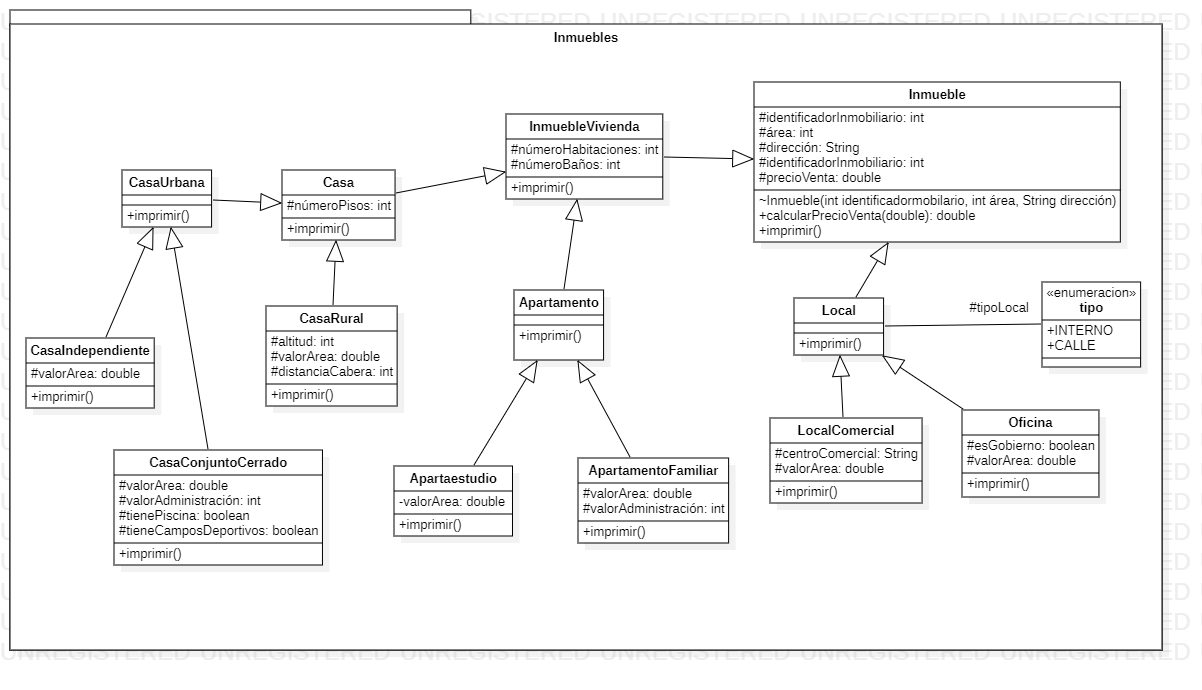 Inmuebles
Inmueble
#identificadorInmobiliario: int
#área: int
#dirección: String
#identificadorInmobiliario: int
#precioVenta: double
~Inmueble(int identificadormobilario, int área, String dirección)
+calcularPrecioVenta(double): double
+imprimir()
InmuebleVivienda
#númeroHabitaciones: int
#númeroBaños: int
+imprimir()
Casa
#númeroPisos: int
+imprimir()
CasaUrbana
+imprimir()
CasaIndependiente
#valorArea: double
+imprimir()
CasaRural
#altitud: int
#valorArea: double
#distanciaCabera: int
+imprimir()
CasaConjuntoCerrado
#valorArea: double
#valorAdministración: int
#tienePiscina: boolean
#tieneCamposDeportivos: boolean
+imprimir()
Apartamento
+imprimir()
Apartaestudio
-valorArea: double
+imprimir()
ApartamentoFamiliar
#valorArea: double
#valorAdministración: int
+imprimir()
Local
+imprimir()
#tipoLocal
«enumeracion»
tipo
+INTERNO
+CALLE
LocalComercial
#centroComercial: String
#valorArea: double
+imprimir()
Oficina
#esGobierno: boolean
#valorArea: double
+imprimir()
UNREGISTERED UNREGISTERED UNREGISTERED UNREGISTERED UNREGISTERED UNREGISTERED